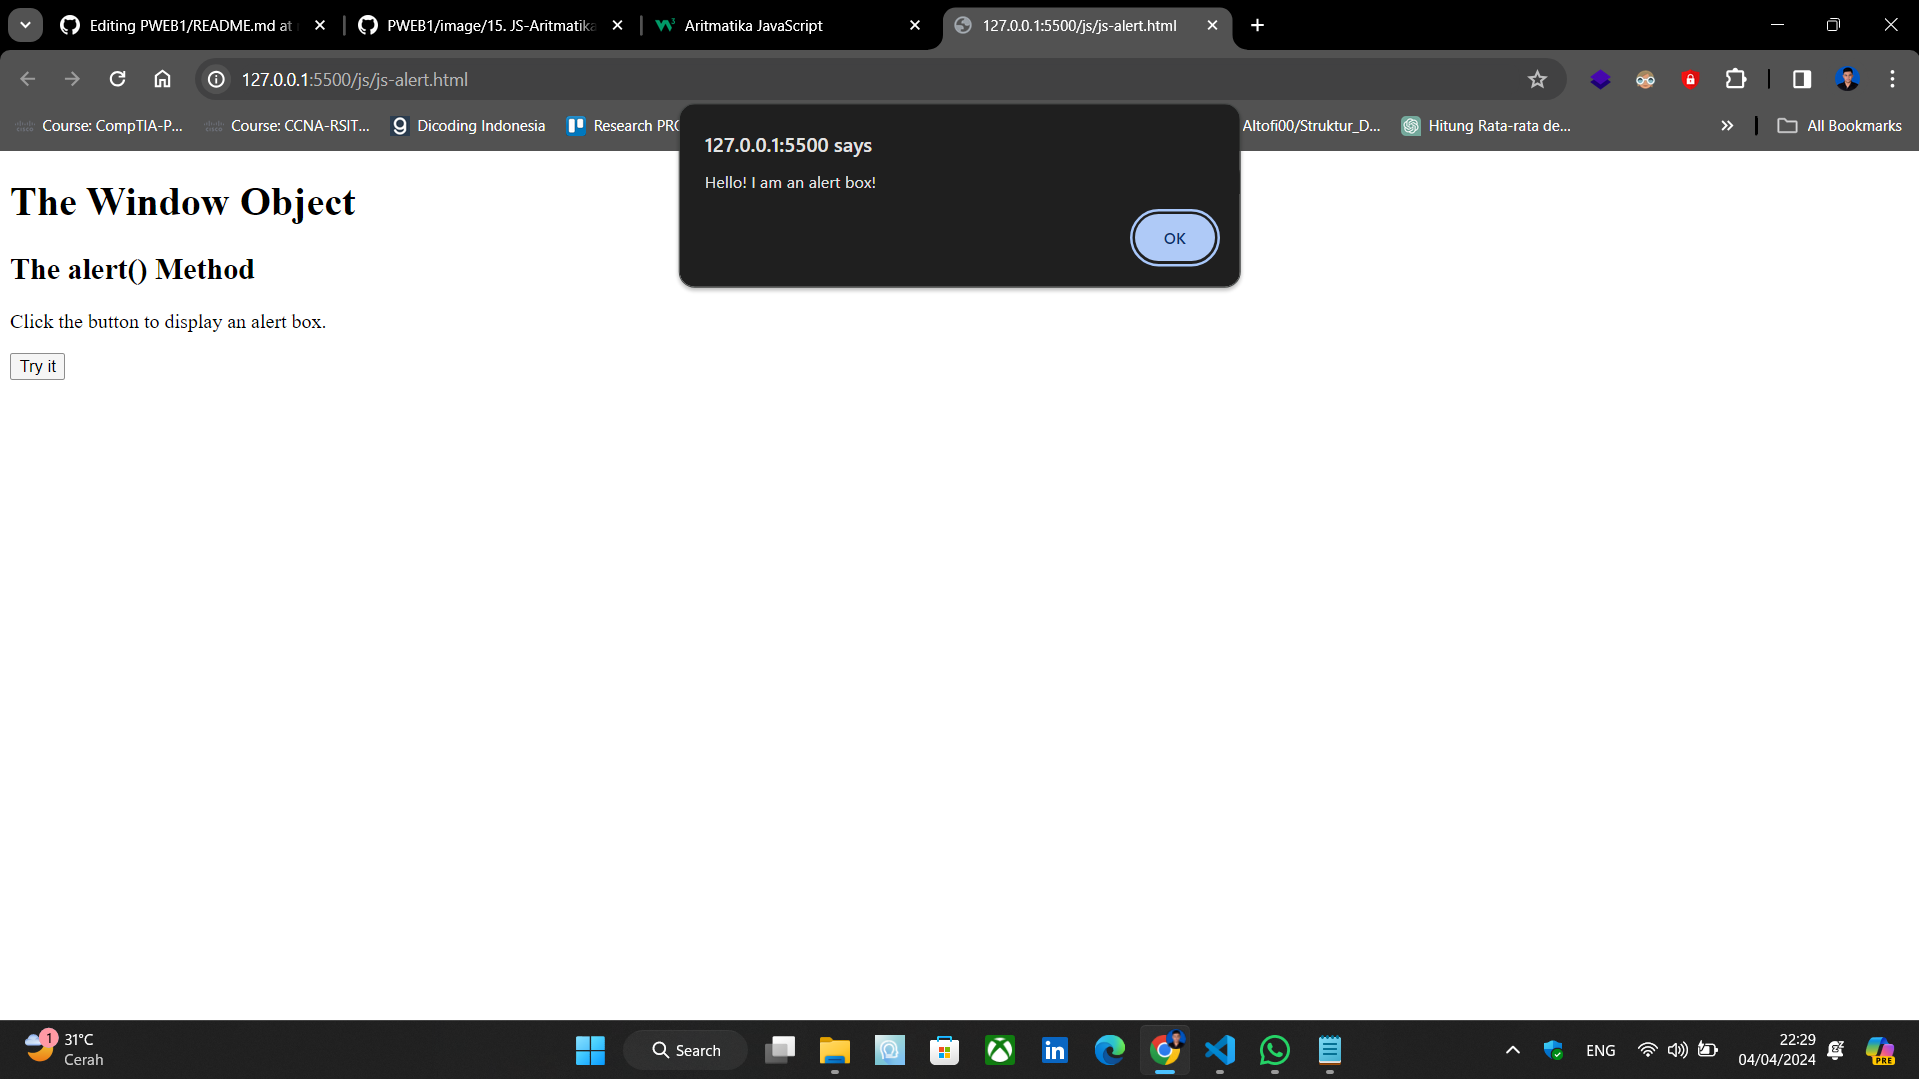 Editing PWEB1/README.md at
PWEB1/image/15. JS-Aritmatika
Aritmatika JavaScript
127.0.0.1:5500/js/js-alert.html
127.0.0.1:5500/js/js-alert.html
Course: CompTIA-P...
Course: CCNA-RSIT...
Dicoding Indonesia
Research PRO
Altofi00/Struktur_D...
Hitung Rata-rata de...
All Bookmarks
127.0.0.1:5500 says
Hello! I am an alert box!
OK
The Window Object
The alert() Method
Click the button to display an alert box.
Try it
1
31°C
Cerah
Search
ENG
22:29
04/04/2024
PRE